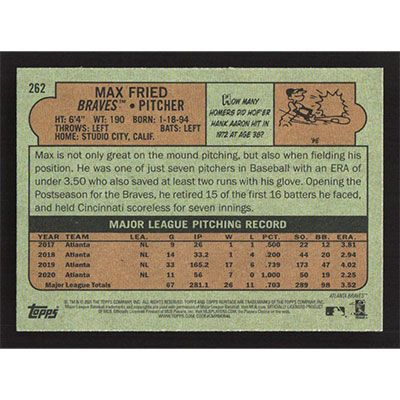 262
MAX FRIED
BRAVES™ • PITCHER
HT: 6'4" WT: 190 BORN: 1-18-94
THROWS: LEFT BATS: LEFT
HOME: STUDIO CITY, CALIF.
HOW MANY
HOMERS DID HOF'ER
HANK AARON HIT IN
1972 AT AGE 38?
34
Max is not only great on the mound pitching, but also when fielding his
position. He was one of just seven pitchers in Baseball with an ERA of
under 3.50 who also saved at least two runs with his glove. Opening the
Postseason for the Braves, he retired 15 of the first 16 batters he faced,
and held Cincinnati scoreless for seven innings.
MAJOR LEAGUE PITCHING RECORD
YEAR TEAM LG G IP W L PCT. SO BB ERA
2017 Atlanta NL 9 26 1 1 .500 22 12 3.81
2018 Atlanta NL 14 33.2 1 4 .200 44 20 2.94
2019 Atlanta NL 33 165.2 17 6 .739 173 47 4.02
2020 Atlanta NL 11 56 7 0 1.000 50 19 2.25
Major League Totals 67 281.1 26 11 .703 289 98 3.52
ATLANTA BRAVES™
Topps